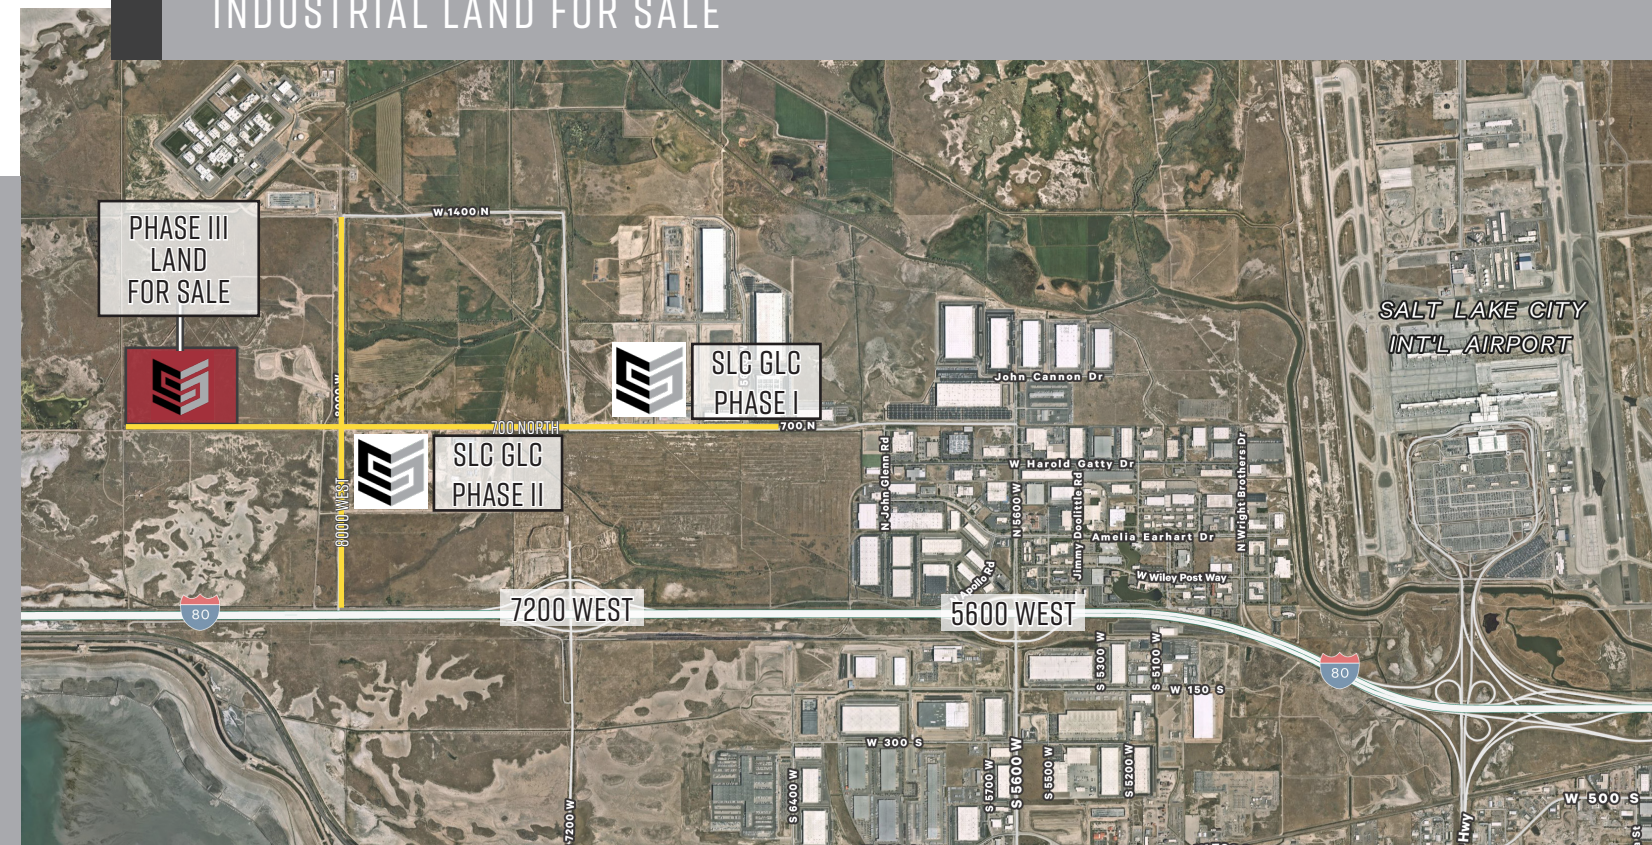 INDUSTRIAL LAND FOR SALE
W 1400 N
PHASE III
LAND
FOR SALE
SALT LAKE CITY
INT'L AIRPORT
SLC GLC
PHASE I
John Cannon Dr
8000 W
700 NORTH
700 N
SLC GLC
PHASE II
8000 WEST
N John Glenn Rd
W Harold Gatty Dr
N 5600 W
Jimmy Doolittle Rd
N Wright Brothers Dr
Amelia Earhart Dr
Apollo Rd
W Wiley Post Way
80
7200 WEST
5600 WEST
S 5300 W
S 5100 W
80
W 150 S
W 300 S
S 6400 W
S 5700 W
S 5600 W
S 5500 W
S 5200 W
7200 W
W 500 S
Hwy
St